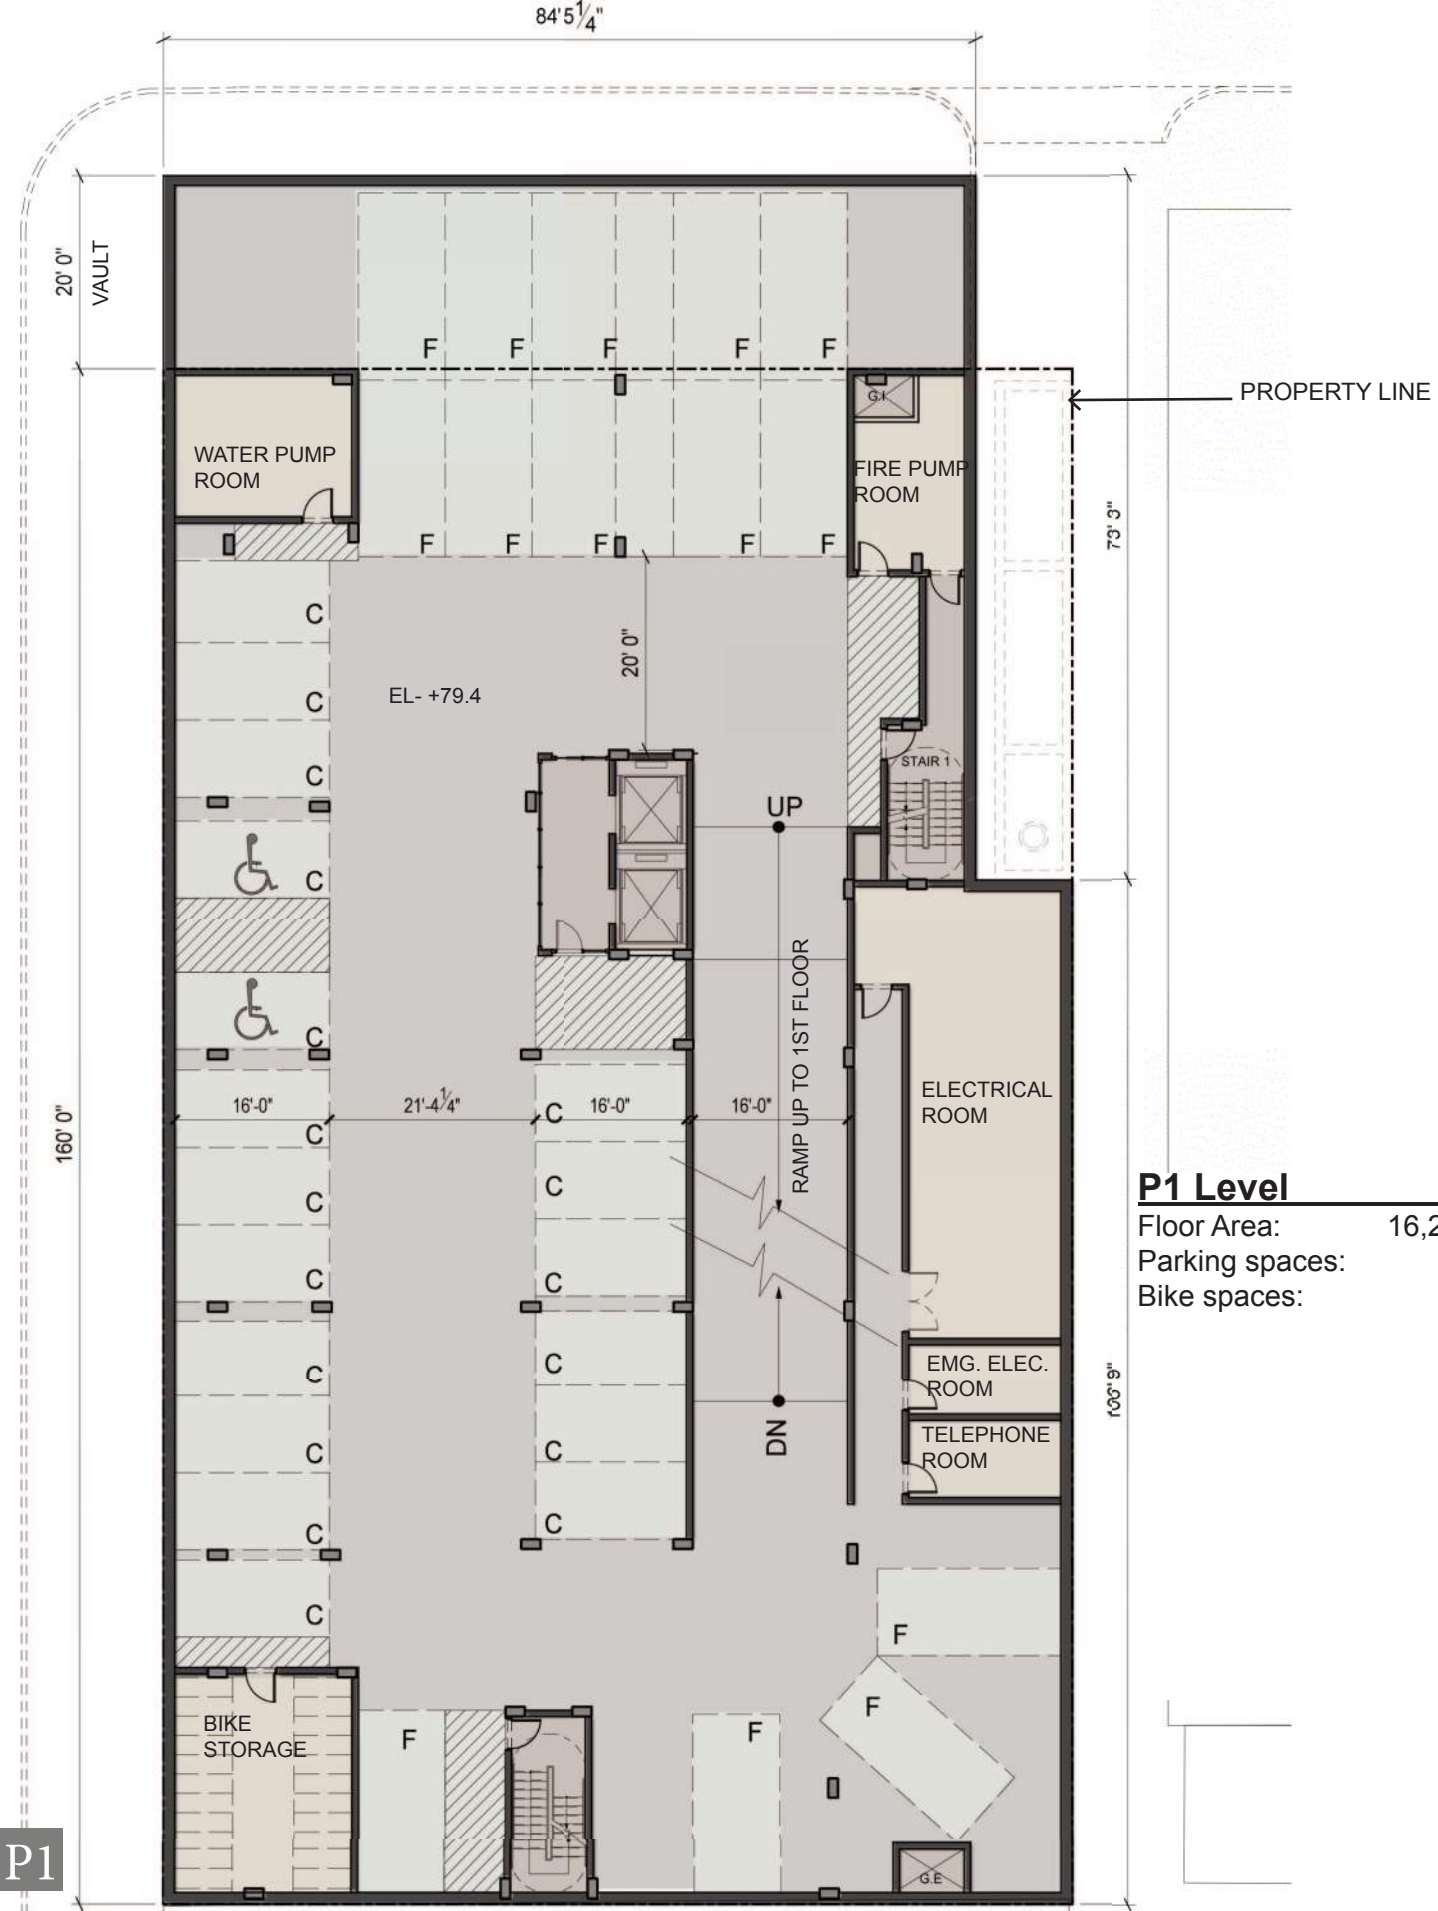 84'5 1/4"
20' 0"
VAULT
F F F F F
G.I
PROPERTY LINE
WATER PUMP
ROOM
FIRE PUMP
ROOM
73' 3"
F F F F F
C
20' 0"
EL- +79.4
C
STAIR 1
C
UP
C
C
RAMP UP TO 1ST FLOOR
ELECTRICAL
ROOM
160' 0"
16'-0"
21'-4 1/4"
16'-0"
16'-0"
C
C
C
C
P1 Level
Floor Area: 16,2
Parking spaces:
Bike spaces:
C
C
C
C
EMG. ELEC.
ROOM
9"
DN
TELEPHONE
ROOM
C
C
C
C
C
F
F
BIKE
STORAGE
F
F
P1
G.E